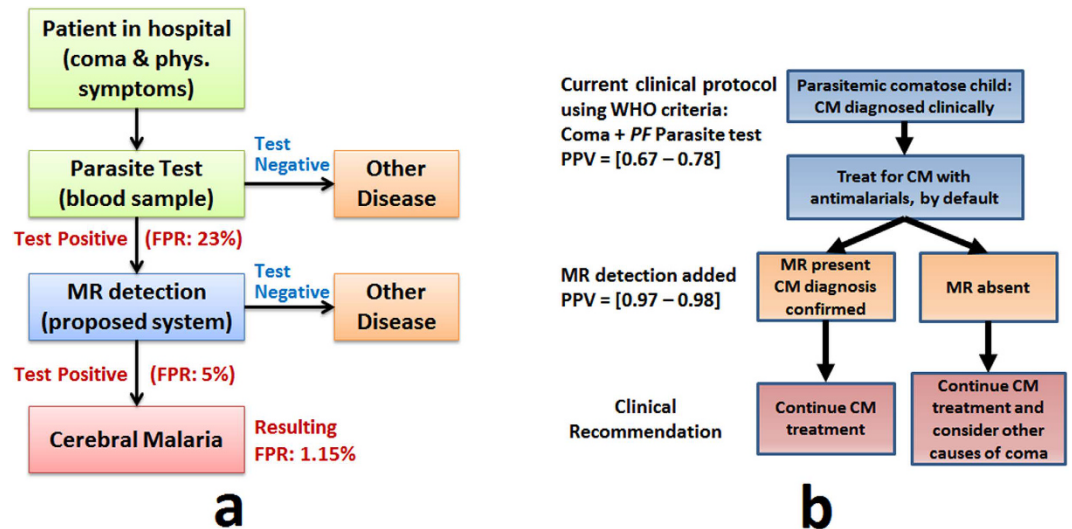 Patient in hospital
(coma & phys.
symptoms)
Test
Negative
Parasite Test
(blood sample)
Other
Disease
Test Positive (FPR: 23%)
Test
Negative
MR detection
(proposed system)
Other
Disease
Test Positive (FPR: 5%)
Cerebral Malaria
Resulting
FPR: 1.15%
a
Current clinical protocol
using WHO criteria:
Coma + PF Parasite test
PPV = [0.67 – 0.78]
Parasitemic comatose child:
CM diagnosed clinically
Treat for CM with
antimalarials, by default
MR detection added
PPV = [0.97 – 0.98]
MR present
CM diagnosis
confirmed
MR absent
Clinical
Recommendation
Continue CM
treatment
Continue CM
treatment and
consider other
causes of coma
b